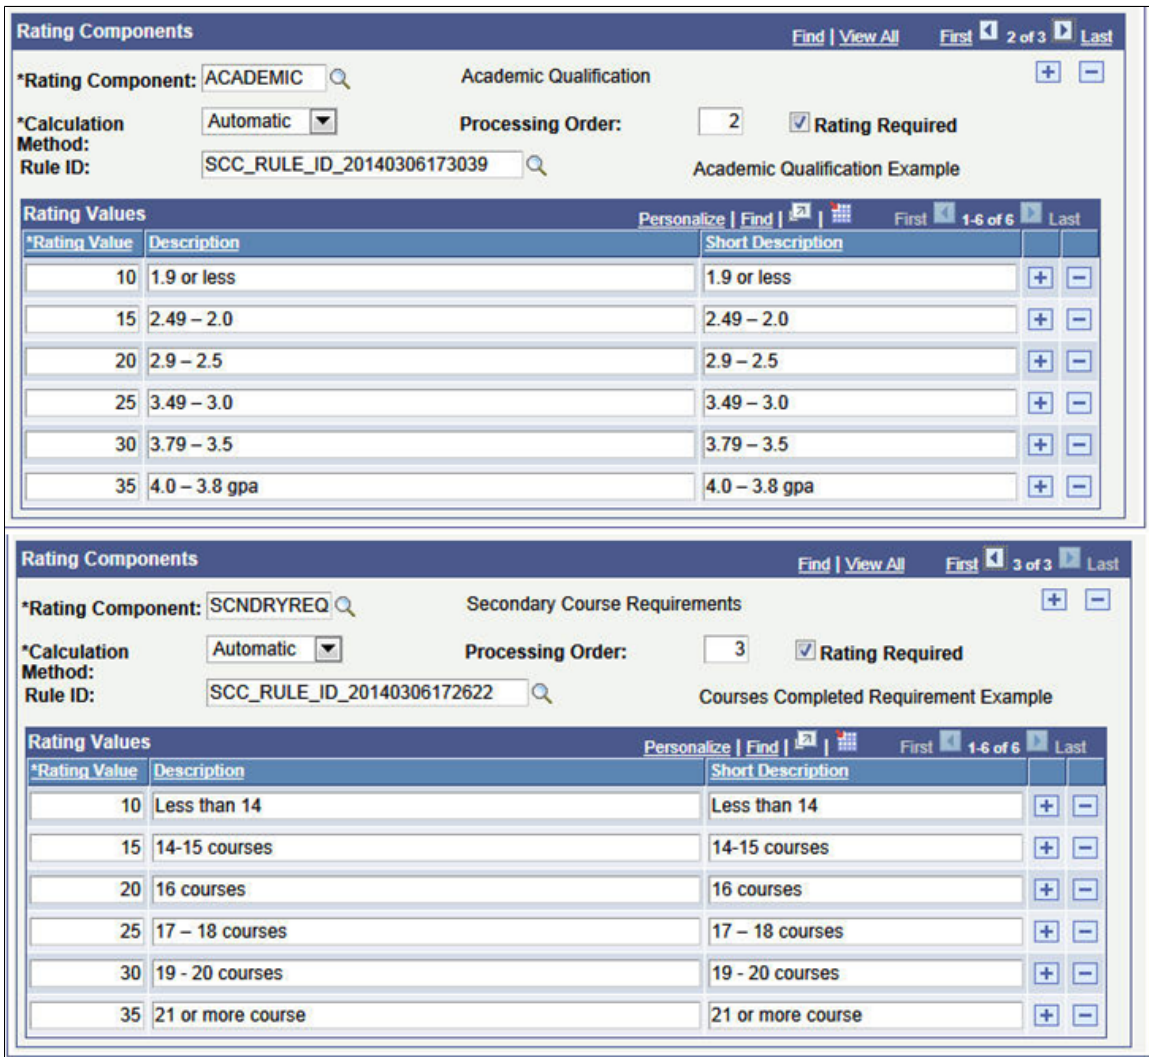 Rating Components Find | View All First 2 of 3 Last
*Rating Component: ACADEMIC Academic Qualification
*Calculation Method: Automatic Processing Order: 2 Rating Required
Rule ID: SCC_RULE_ID_20140306173039 Academic Qualification Example
Rating Values Personalize | Find | | First 1-6 of 6 Last
*Rating Value Description Short Description
10 1.9 or less 1.9 or less
15 2.49 – 2.0 2.49 – 2.0
20 2.9 – 2.5 2.9 – 2.5
25 3.49 – 3.0 3.49 – 3.0
30 3.79 – 3.5 3.79 – 3.5
35 4.0 – 3.8 gpa 4.0 – 3.8 gpa
Rating Components Find | View All First 3 of 3 Last
*Rating Component: SCNDRYREQ Secondary Course Requirements
*Calculation Method: Automatic Processing Order: 3 Rating Required
Rule ID: SCC_RULE_ID_20140306172622 Courses Completed Requirement Example
Rating Values Personalize | Find | | First 1-6 of 6 Last
*Rating Value Description Short Description
10 Less than 14 Less than 14
15 14-15 courses 14-15 courses
20 16 courses 16 courses
25 17 – 18 courses 17 – 18 courses
30 19 - 20 courses 19 - 20 courses
35 21 or more course 21 or more course